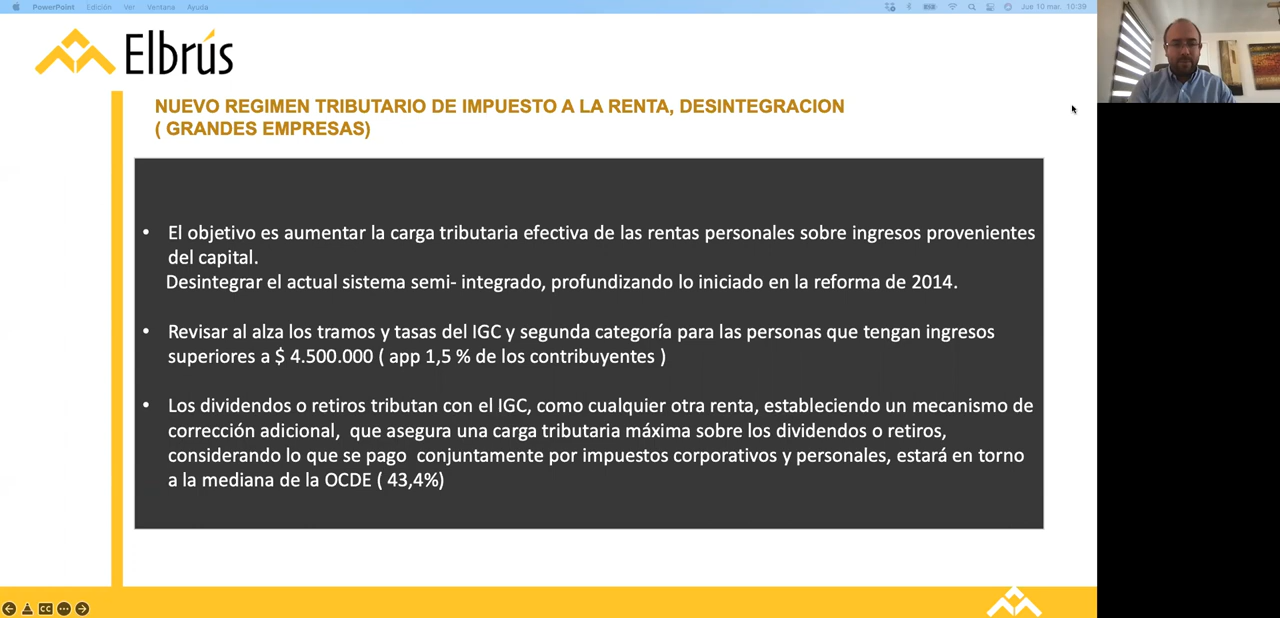 PowerPoint Edición Ver Ventana Ayuda
Jue 10 mar. 10:39
Elbrús
NUEVO REGIMEN TRIBUTARIO DE IMPUESTO A LA RENTA, DESINTEGRACION
( GRANDES EMPRESAS)
• El objetivo es aumentar la carga tributaria efectiva de las rentas personales sobre ingresos provenientes
del capital.
Desintegrar el actual sistema semi- integrado, profundizando lo iniciado en la reforma de 2014.
• Revisar al alza los tramos y tasas del IGC y segunda categoría para las personas que tengan ingresos
superiores a $ 4.500.000 ( app 1,5 % de los contribuyentes )
• Los dividendos o retiros tributan con el IGC, como cualquier otra renta, estableciendo un mecanismo de
corrección adicional, que asegura una carga tributaria máxima sobre los dividendos o retiros,
considerando lo que se pago conjuntamente por impuestos corporativos y personales, estará en torno
a la mediana de la OCDE ( 43,4%)
CC